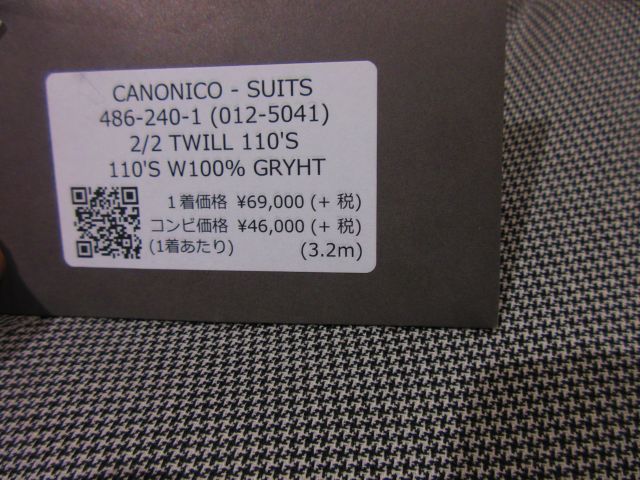 CANONICO - SUITS
486-240-1 (012-5041)
2/2 TWILL 110'S
110'S W100% GRYHT
1着価格 ¥69,000 (+ 税)
コンビ価格 ¥46,000 (+ 税)
(1着あたり) (3.2m)